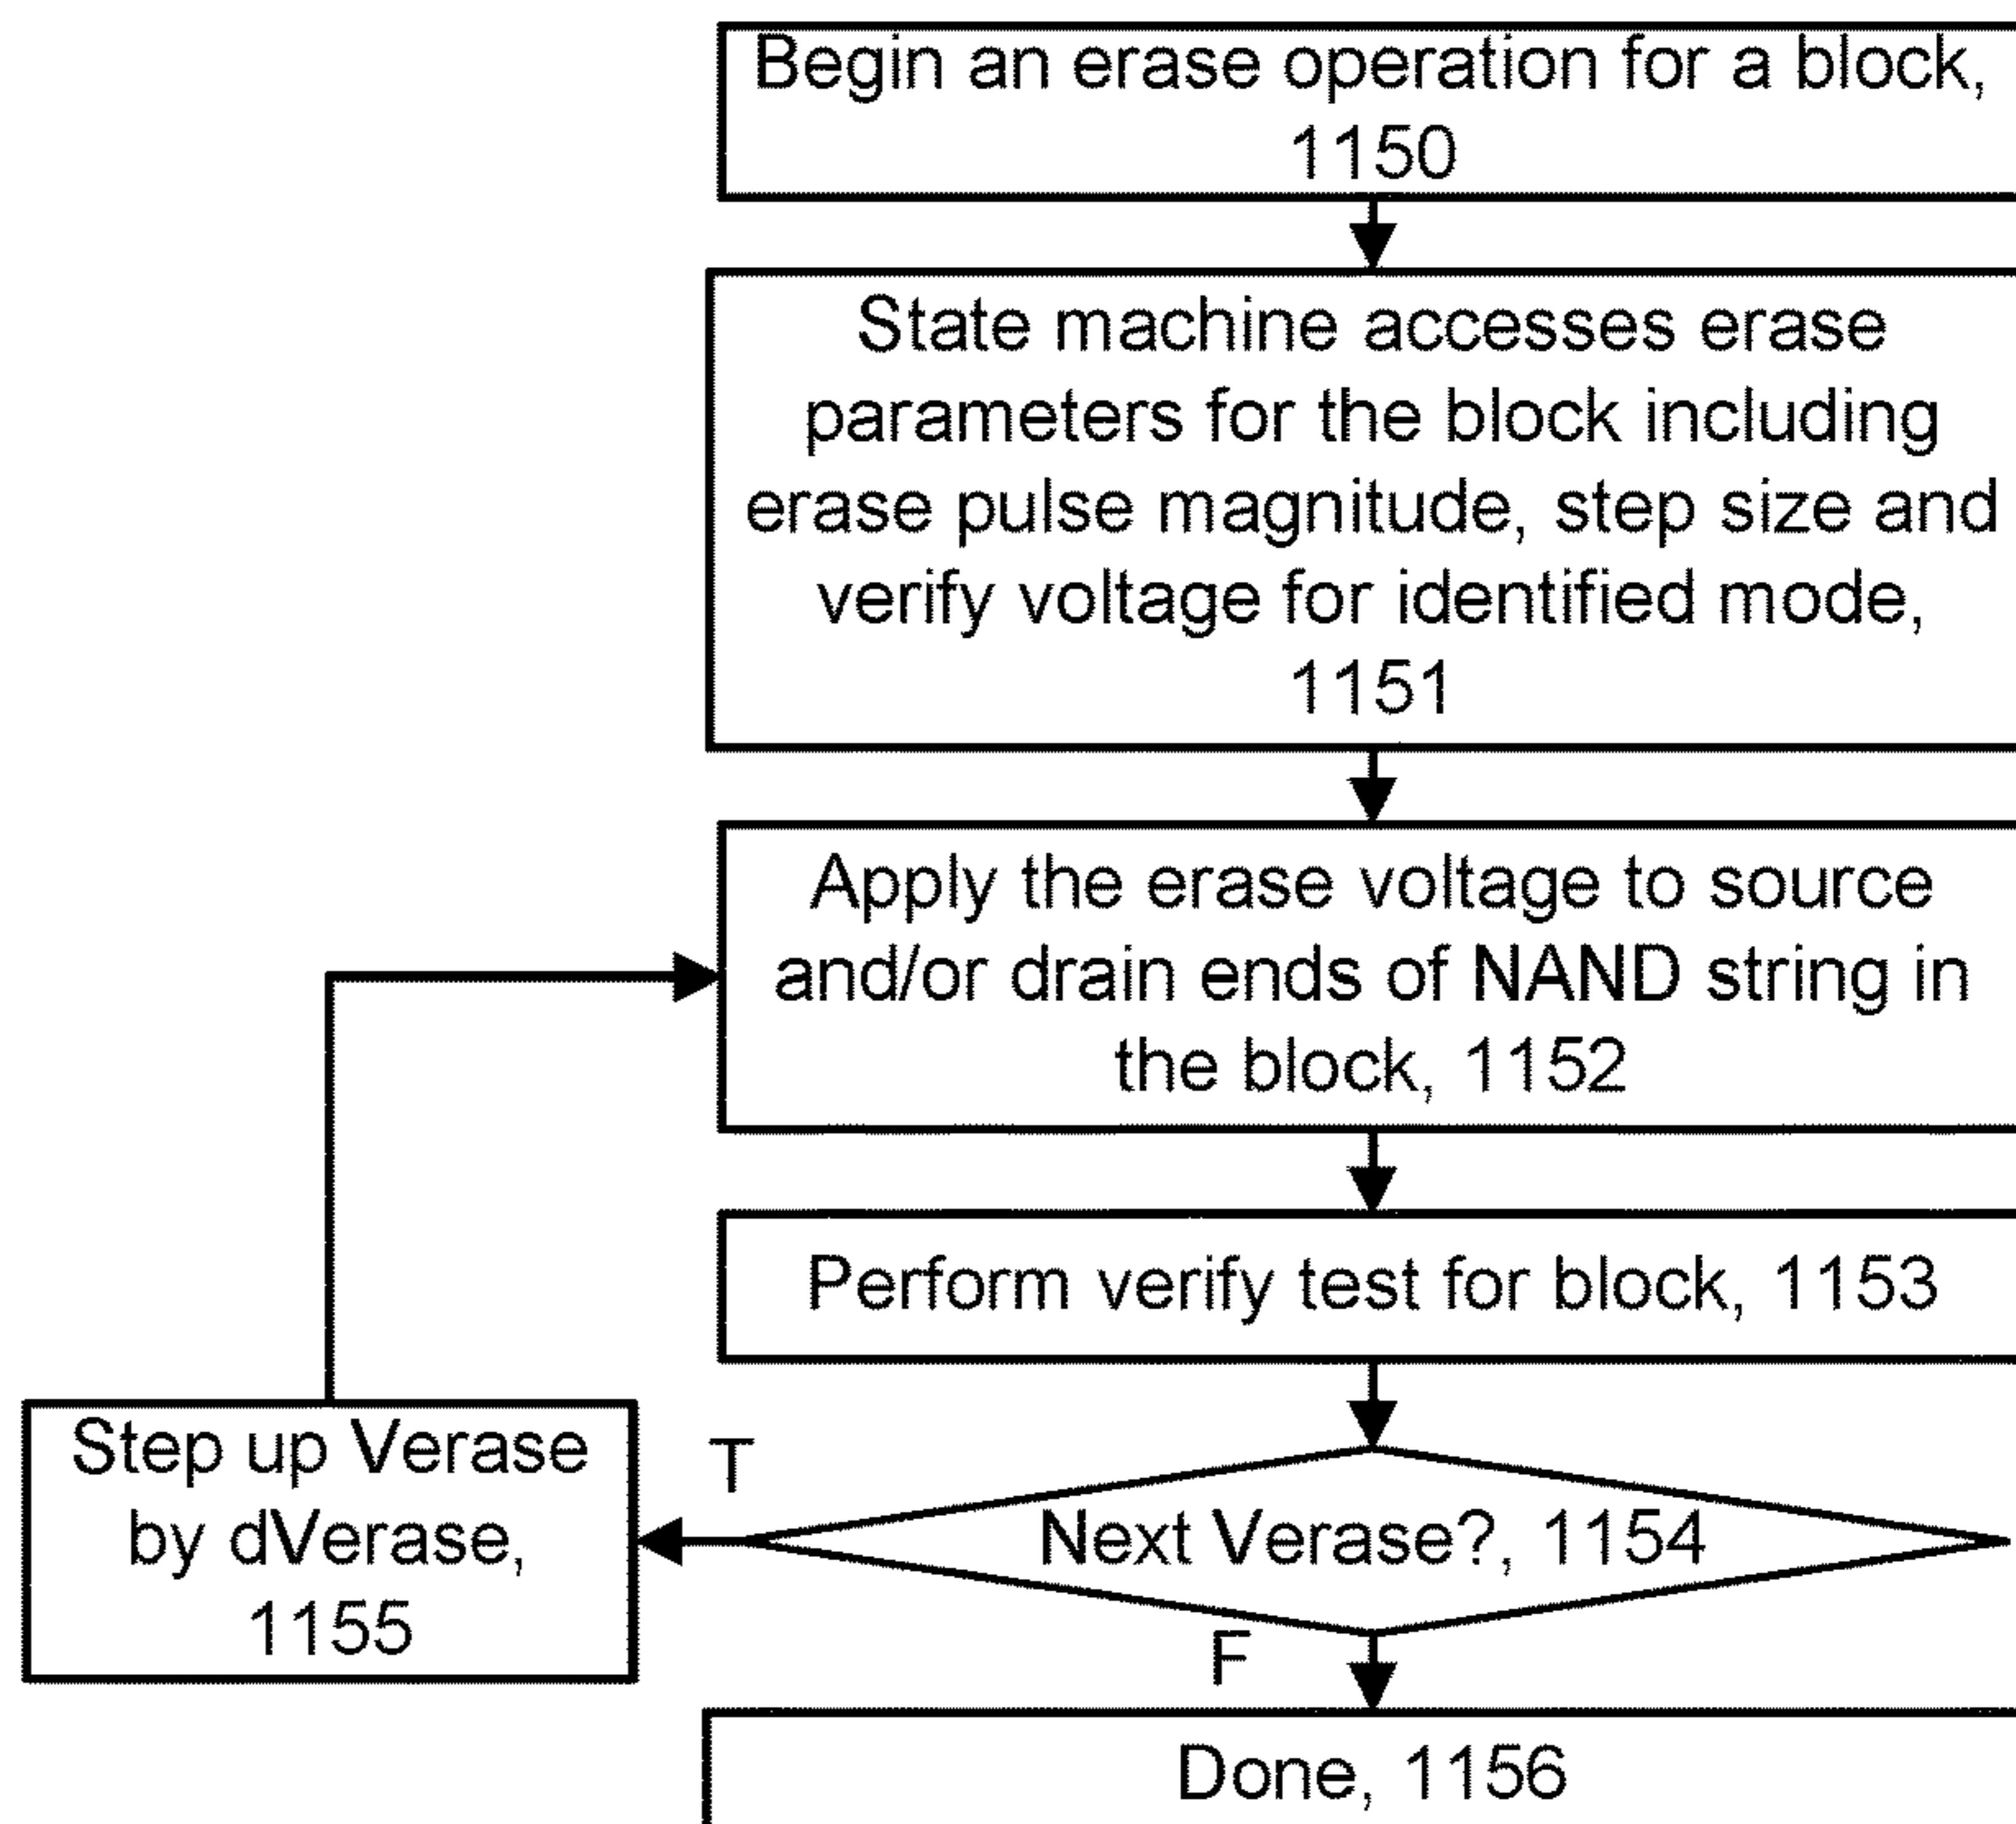 Begin an erase operation for a block,
1150
State machine accesses erase
parameters for the block including
erase pulse magnitude, step size and
verify voltage for identified mode,
1151
Apply the erase voltage to source
and/or drain ends of NAND string in
the block, 1152
Perform verify test for block, 1153
Next Verase?, 1154
T
Step up Verase
by dVerase,
1155
F
Done, 1156